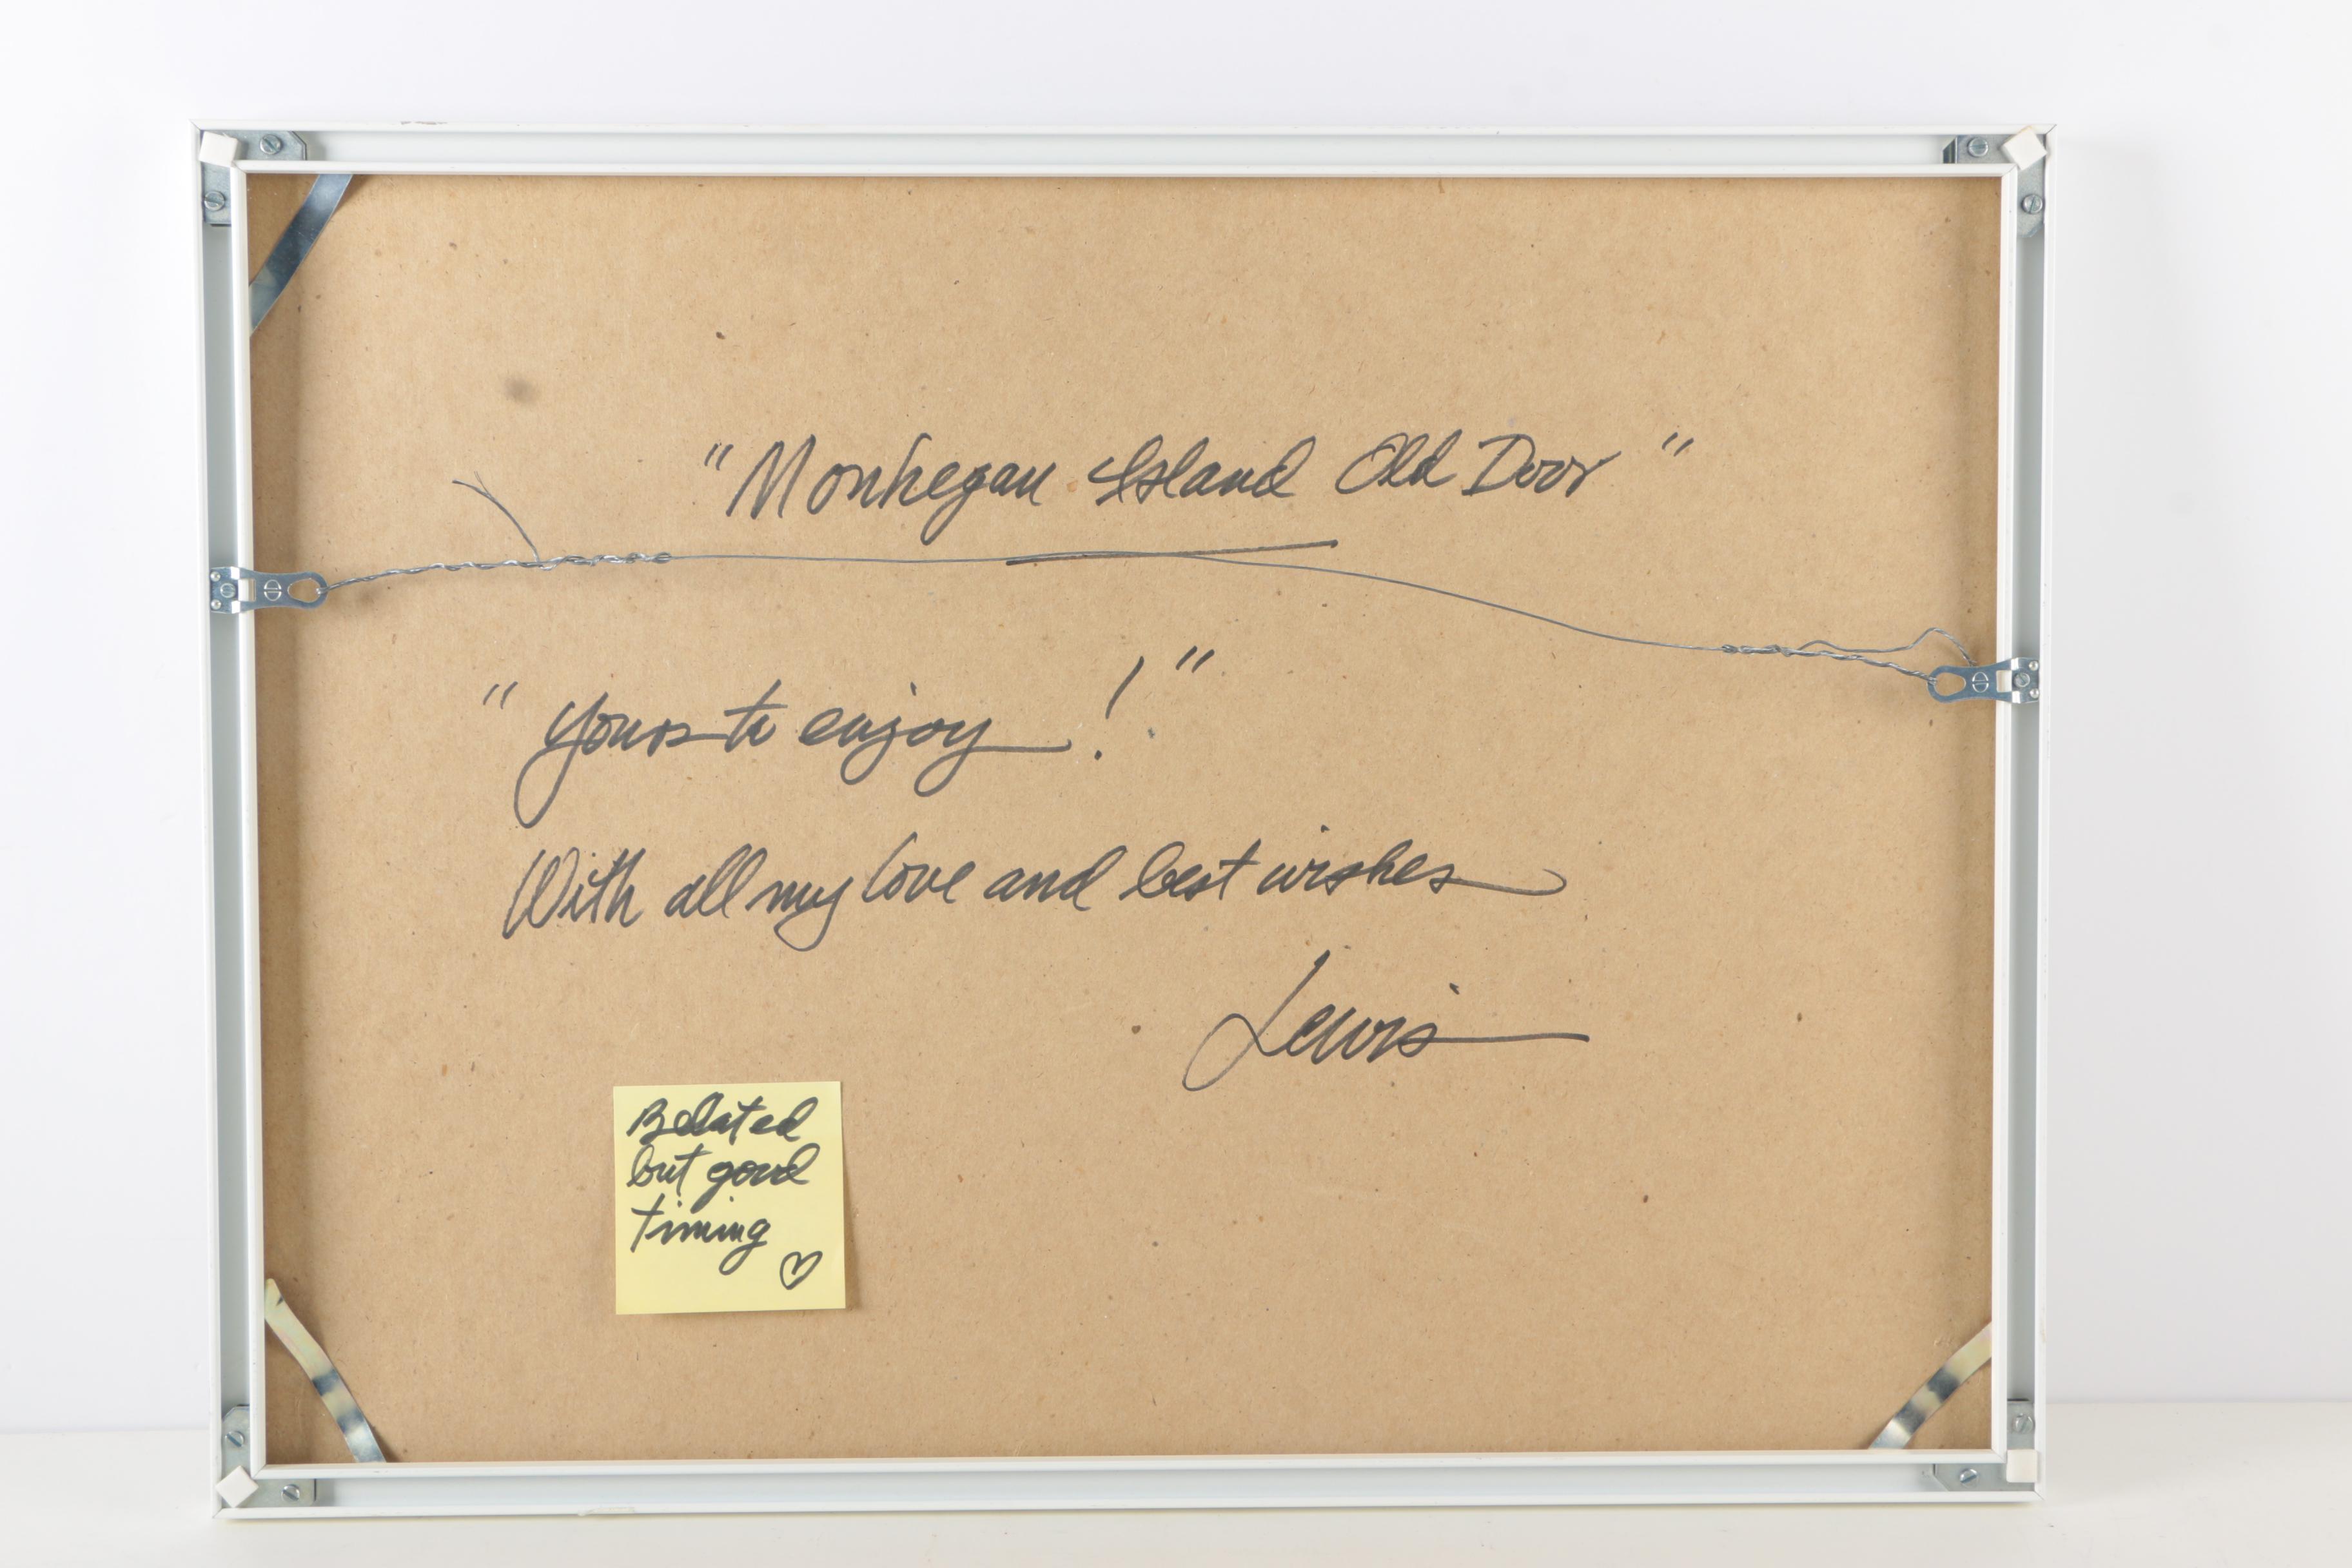 "Monhegan Island Old Door"
"Yours to enjoy!"
With all my love and best wishes
Lewis
Belated
but good
timing
♡